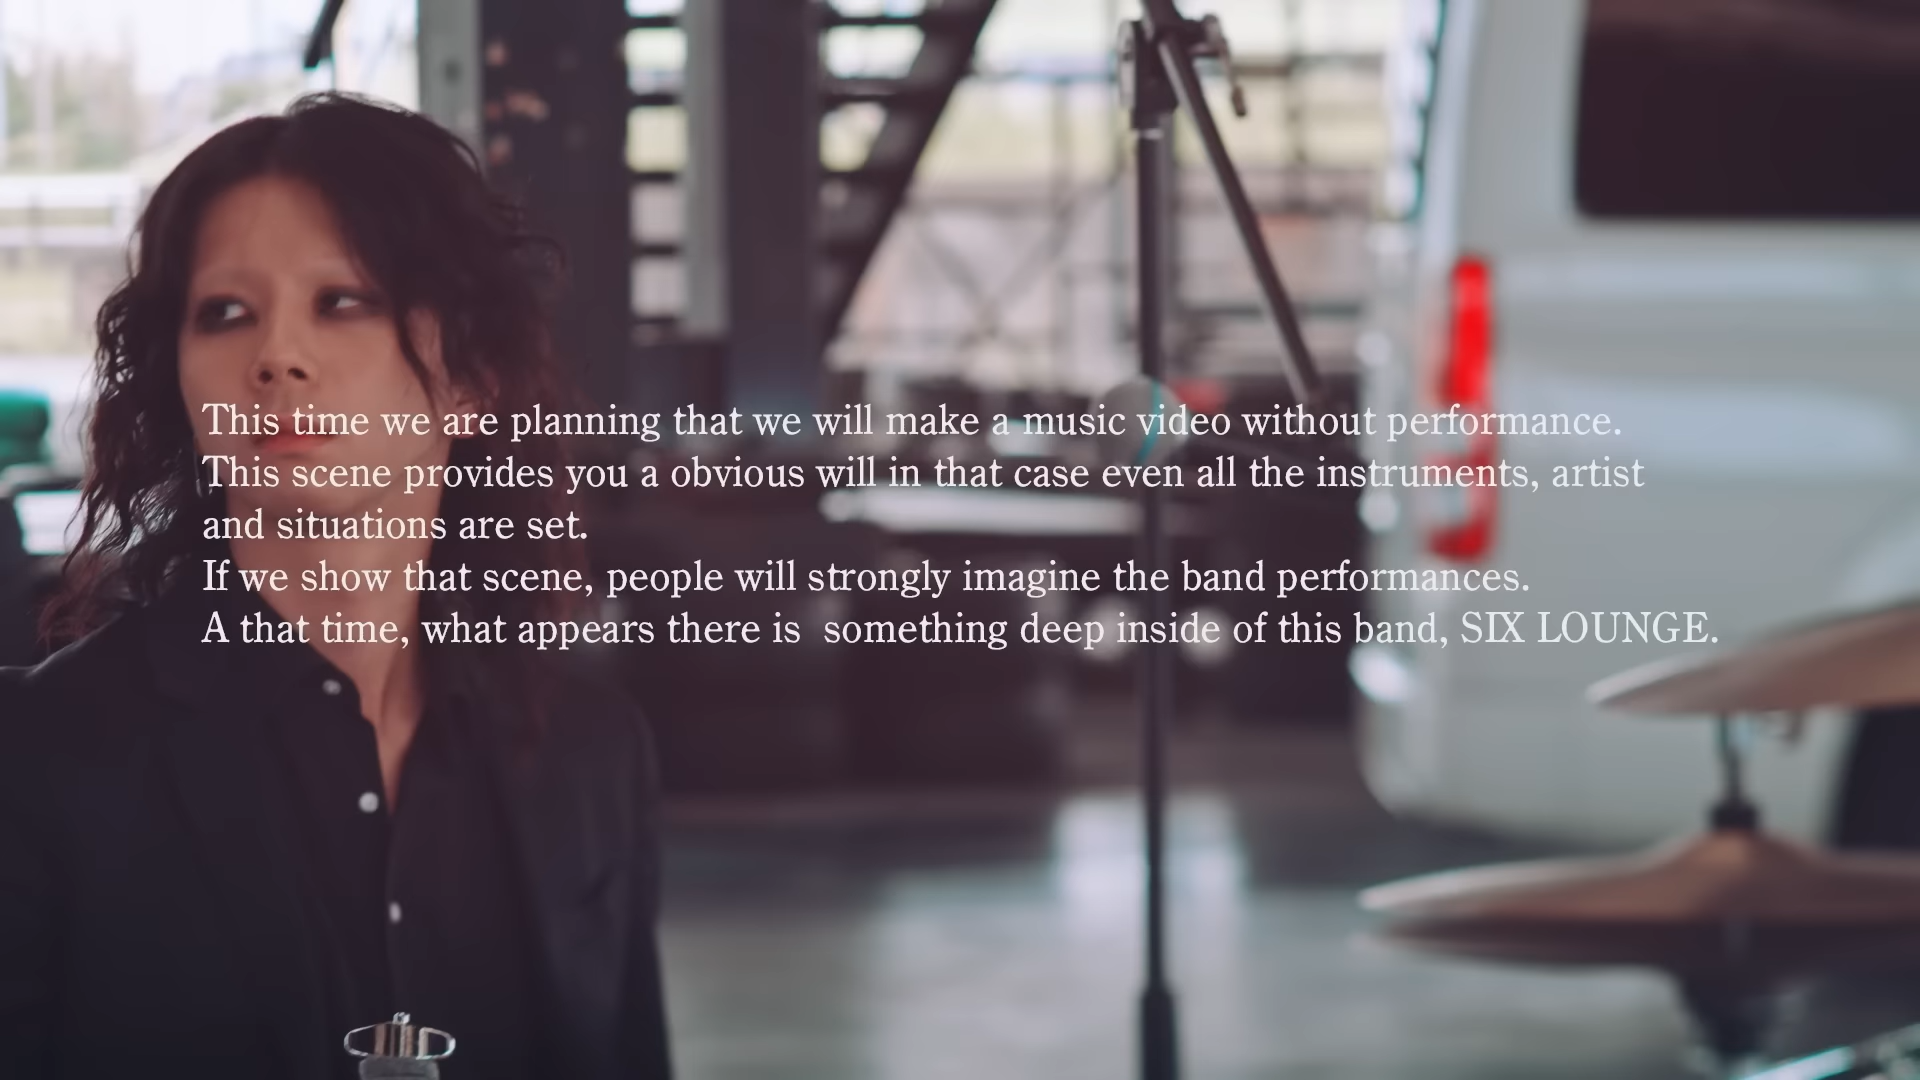 This time we are planning that we will make a music video without performance.
This scene provides you a obvious will in that case even all the instruments, artist
and situations are set.
If we show that scene, people will strongly imagine the band performances.
A that time, what appears there is  something deep inside of this band, SIX LOUNGE.